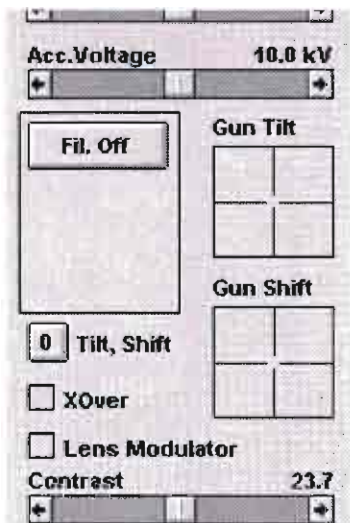 Acc.Voltage 10.0 kV
Fil. Off
Gun Tilt
Gun Shift
0 Tilt, Shift
XOver
Lens Modulator
Contrast 23.7